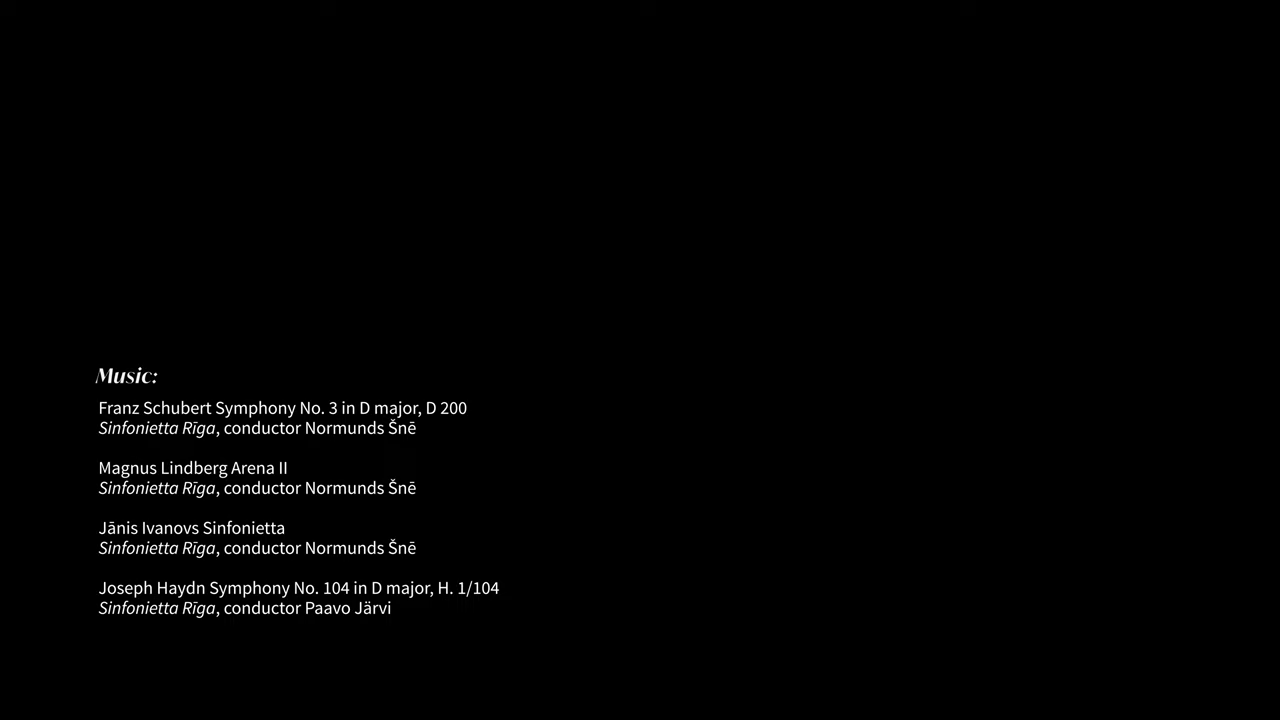 Music:
Franz Schubert Symphony No. 3 in D major, D 200
Sinfonietta Rīga, conductor Normunds Šnē
Magnus Lindberg Arena II
Sinfonietta Rīga, conductor Normunds Šnē
Jānis Ivanovs Sinfonietta
Sinfonietta Rīga, conductor Normunds Šnē
Joseph Haydn Symphony No. 104 in D major, H. 1/104
Sinfonietta Rīga, conductor Paavo Järvi